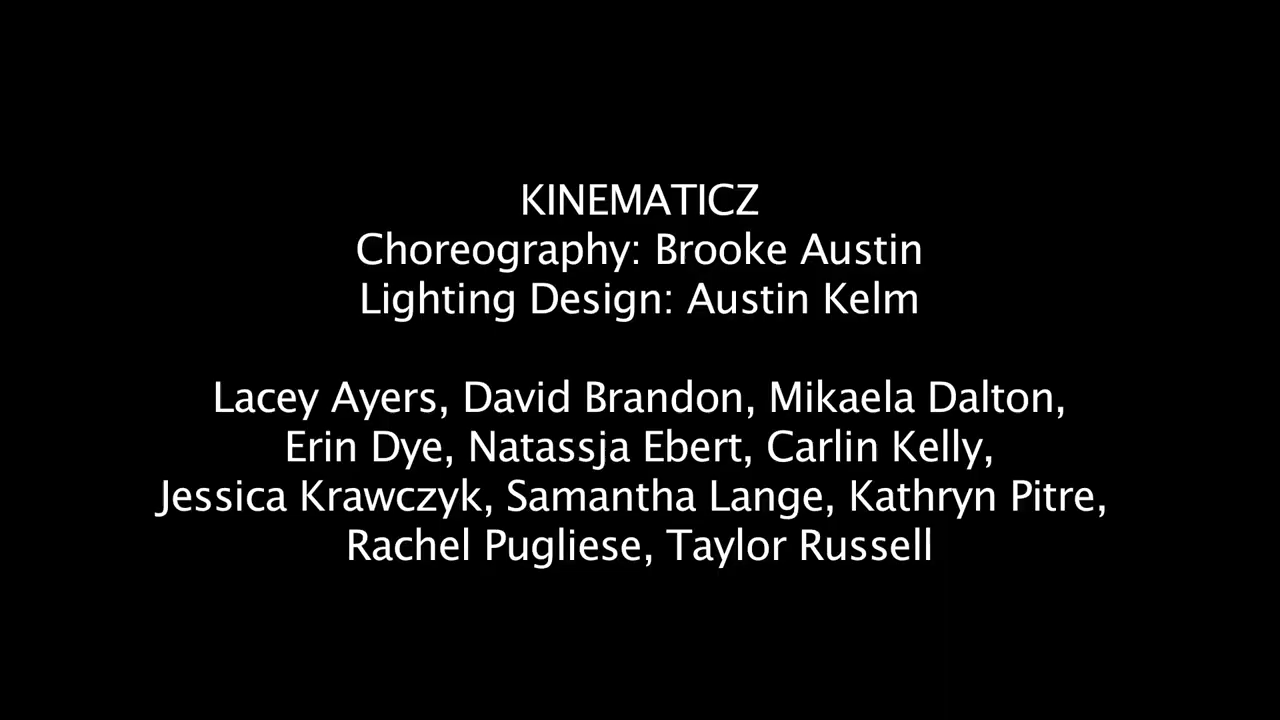 KINEMATICZ
Choreography: Brooke Austin
Lighting Design: Austin Kelm
Lacey Ayers, David Brandon, Mikaela Dalton,
Erin Dye, Natassja Ebert, Carlin Kelly,
Jessica Krawczyk, Samantha Lange, Kathryn Pitre,
Rachel Pugliese, Taylor Russell